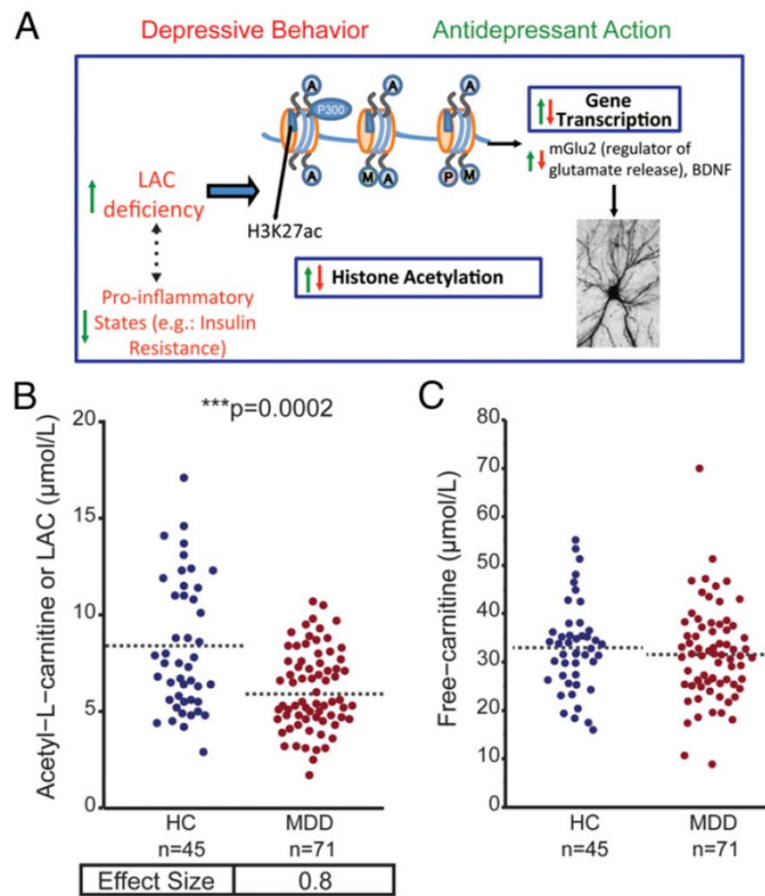 A
Depressive Behavior
Antidepressant Action
A
A
A
P300
A
M
A
P
M
Gene
Transcription
mGlu2 (regulator of
glutamate release), BDNF
LAC
deficiency
H3K27ac
Histone Acetylation
Pro-inflammatory
States (e.g.: Insulin
Resistance)
B
***p=0.0002
20
15
10
5
0
Acetyl-L-carnitine or LAC (µmol/L)
HC
MDD
n=45
n=71
Effect Size
0.8
C
80
70
60
50
40
30
20
10
0
Free-carnitine (µmol/L)
HC
MDD
n=45
n=71